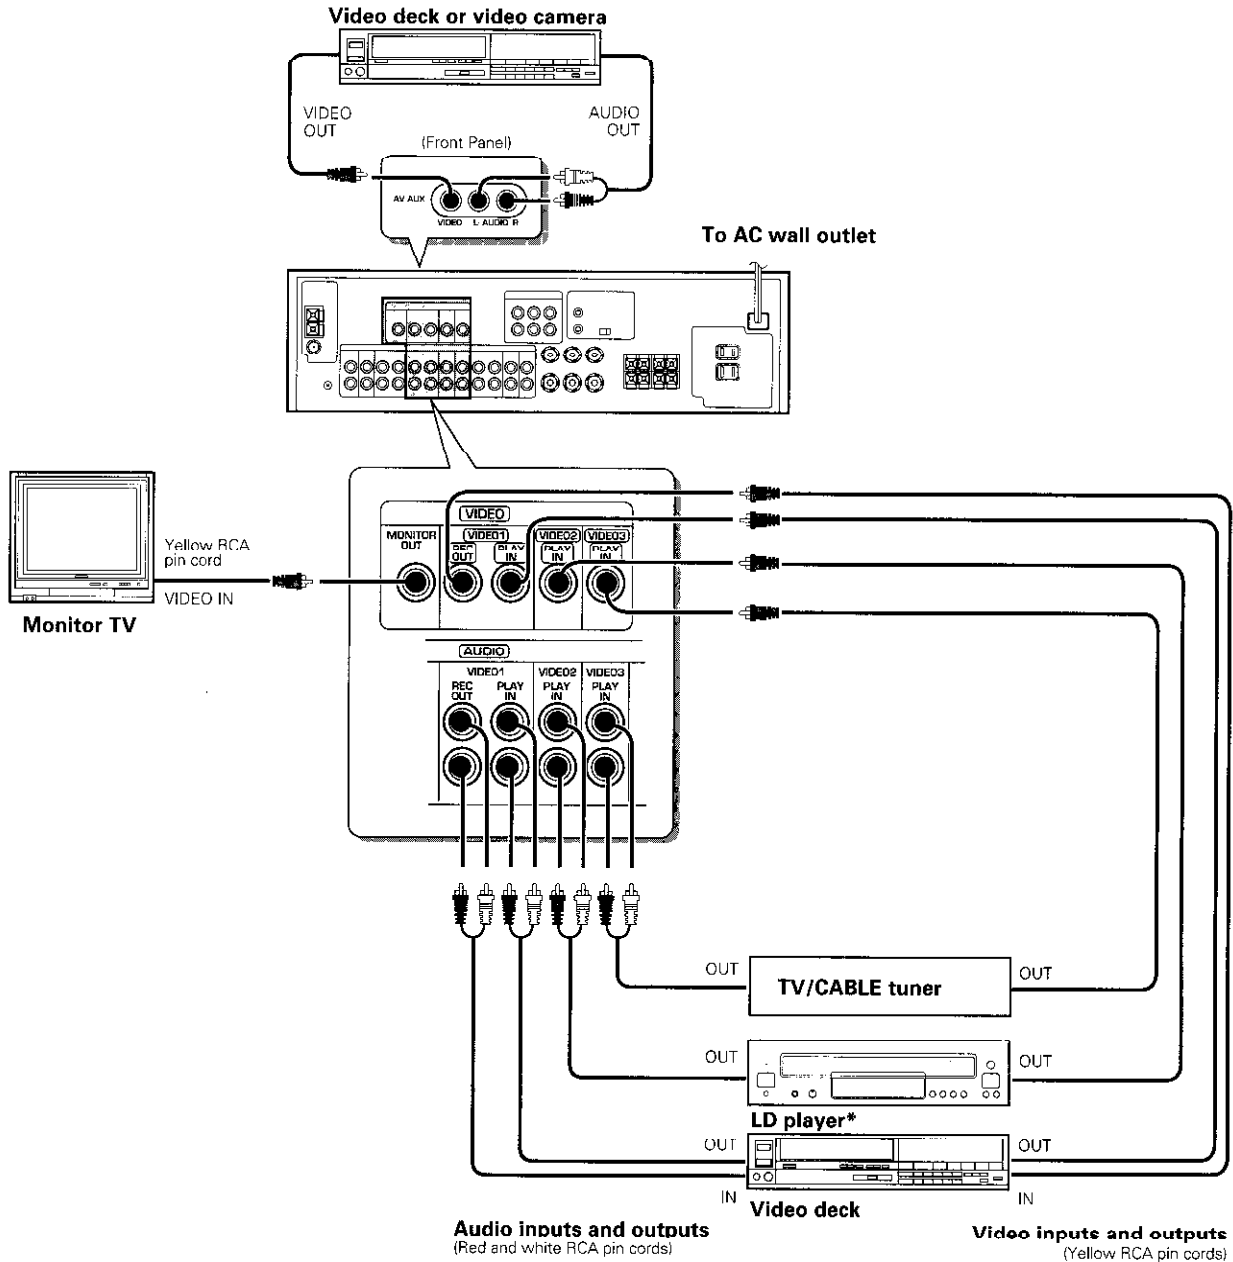 Video deck or video camera
VIDEO
OUT
AUDIO
OUT
(Front Panel)
AV AUX
VIDEO L AUDIO R
To AC wall outlet
VIDEO
MONITOR
OUT
VIDEO1
REC
OUT
PLAY
IN
VIDEO2
PLAY
IN
VIDEO3
PLAY
IN
Yellow RCA
pin cord
VIDEO IN
Monitor TV
AUDIO
VIDEO1
REC
OUT
PLAY
IN
VIDEO2
PLAY
IN
VIDEO3
PLAY
IN
OUT
TV/CABLE tuner
OUT
OUT
OUT
LD player*
OUT
OUT
IN
IN
Video deck
Audio inputs and outputs
(Red and white RCA pin cords)
Video inputs and outputs
(Yellow RCA pin cords)